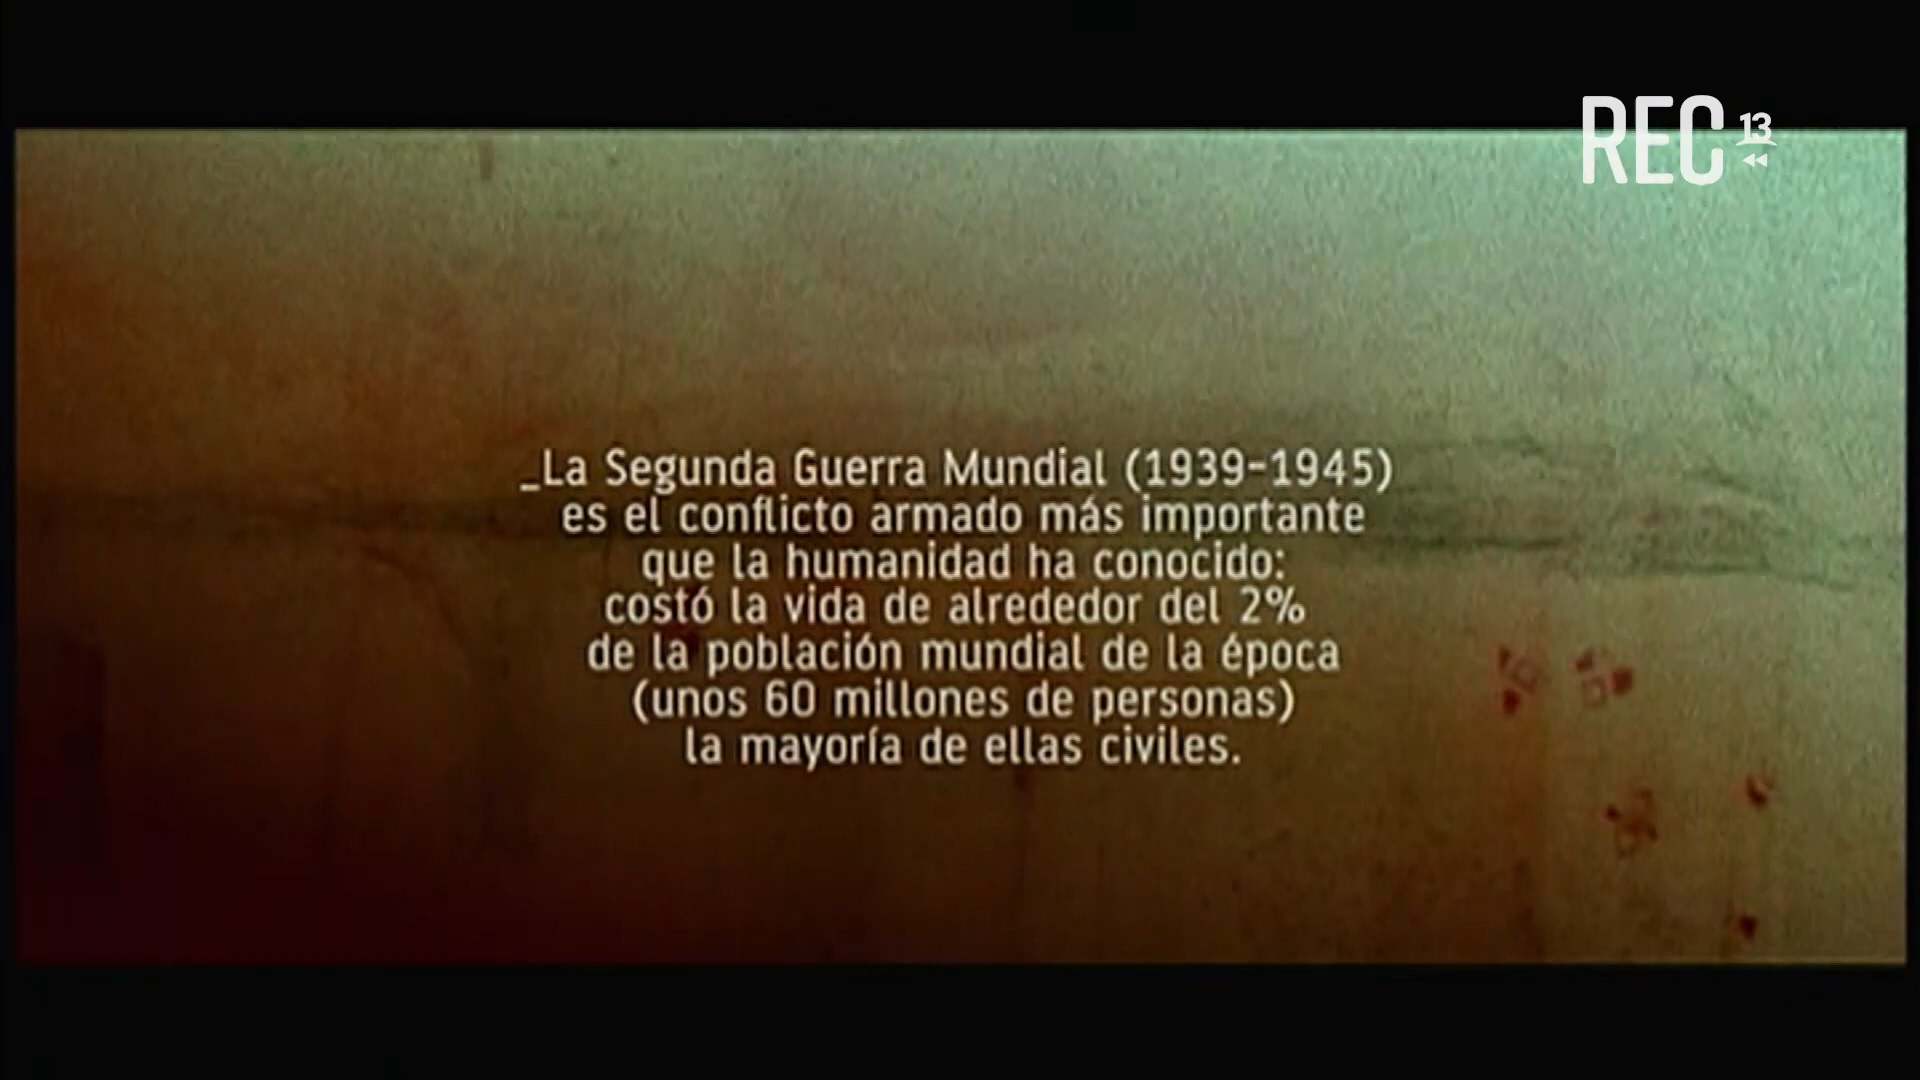 REC 13
_La Segunda Guerra Mundial (1939-1945)
es el conflicto armado más importante
que la humanidad ha conocido:
costó la vida de alrededor del 2%
de la población mundial de la época
(unos 60 millones de personas)
la mayoría de ellas civiles.